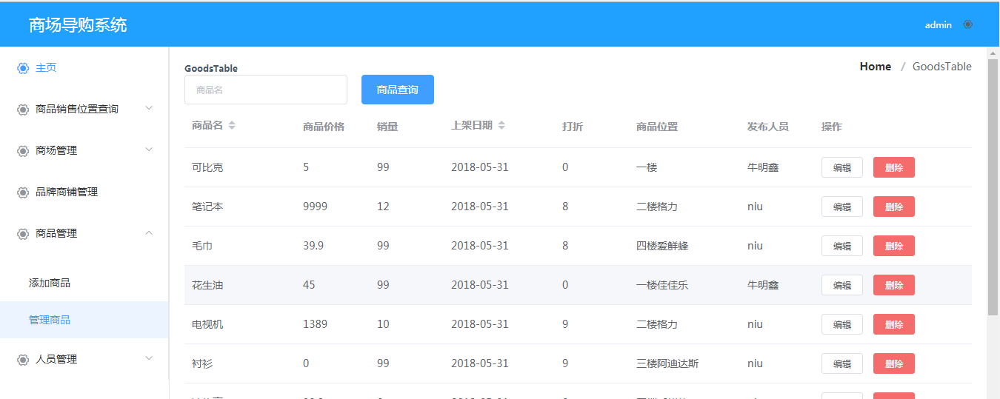 商场导购系统
admin
主页
商品销售位置查询
商场管理
品牌商铺管理
商品管理
添加商品
管理商品
人员管理
GoodsTable
Home / GoodsTable
商品名 商品查询
商品名 商品价格 销量 上架日期 打折 商品位置 发布人员 操作
可比克 5 99 2018-05-31 0 一楼 牛明鑫 编辑 删除
笔记本 9999 12 2018-05-31 8 二楼格力 niu 编辑 删除
毛巾 39.9 99 2018-05-31 8 四楼爱鲜蜂 niu 编辑 删除
花生油 45 99 2018-05-31 0 一楼佳佳乐 牛明鑫 编辑 删除
电视机 1389 10 2018-05-31 9 二楼格力 niu 编辑 删除
衬衫 0 99 2018-05-31 9 三楼阿迪达斯 niu 编辑 删除